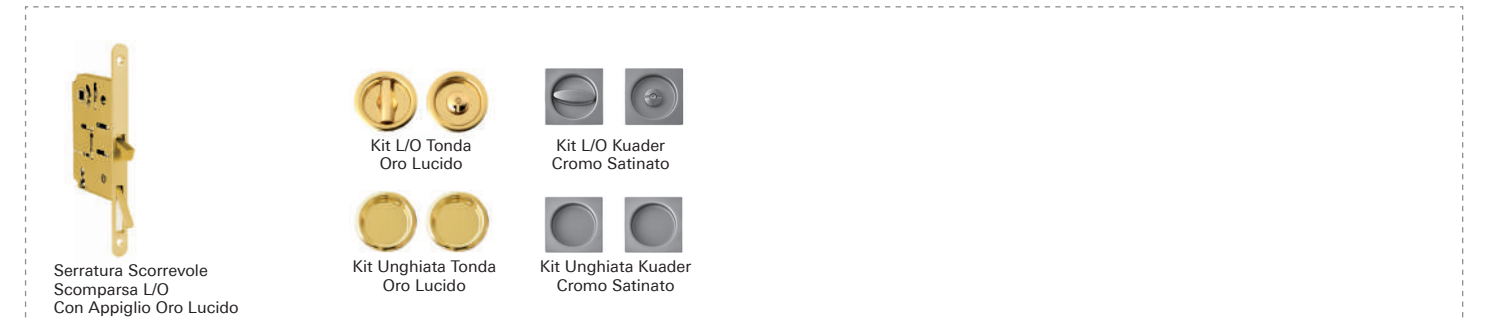 Kit L/O Tonda
Oro Lucido
Kit L/O Kuader
Cromo Satinato
Kit Unghiata Tonda
Oro Lucido
Kit Unghiata Kuader
Cromo Satinato
Serratura Scorrevole
Scomparsa L/O
Con Appiglio Oro Lucido